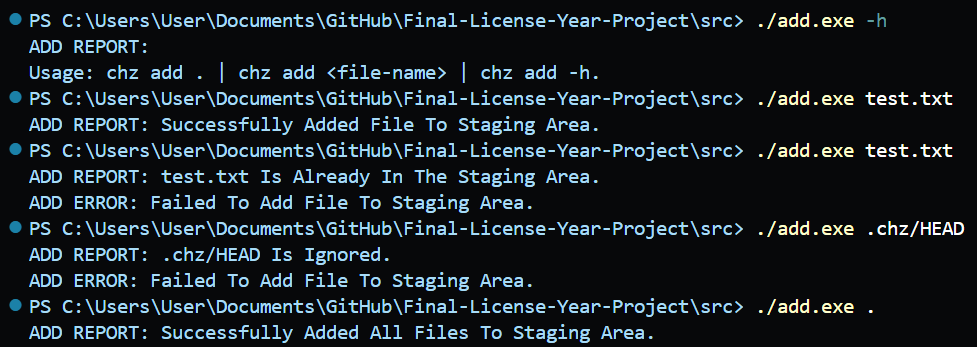 PS C:\Users\User\Documents\GitHub\Final-License-Year-Project\src> ./add.exe -h
ADD REPORT:
Usage: chz add . | chz add <file-name> | chz add -h.
PS C:\Users\User\Documents\GitHub\Final-License-Year-Project\src> ./add.exe test.txt
ADD REPORT: Successfully Added File To Staging Area.
PS C:\Users\User\Documents\GitHub\Final-License-Year-Project\src> ./add.exe test.txt
ADD REPORT: test.txt Is Already In The Staging Area.
ADD ERROR: Failed To Add File To Staging Area.
PS C:\Users\User\Documents\GitHub\Final-License-Year-Project\src> ./add.exe .chz/HEAD
ADD REPORT: .chz/HEAD Is Ignored.
ADD ERROR: Failed To Add File To Staging Area.
PS C:\Users\User\Documents\GitHub\Final-License-Year-Project\src> ./add.exe .
ADD REPORT: Successfully Added All Files To Staging Area.